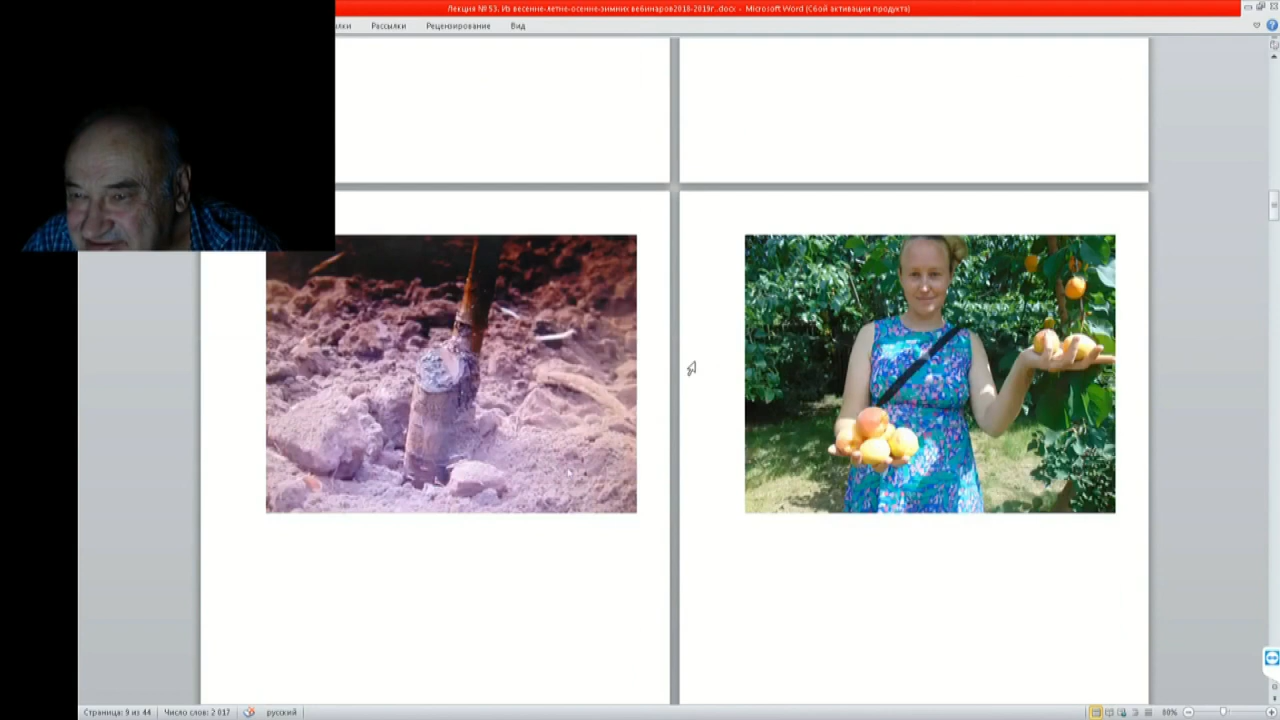 Лекция № 53. Из весенне-летне-осенне-зимних вебинаров2018-2019г..docx - Microsoft Word (Сбой активации продукта)
Рассылки Рецензирование Вид
Страница: 9 из 44 Число слов: 2 017 русский 80%